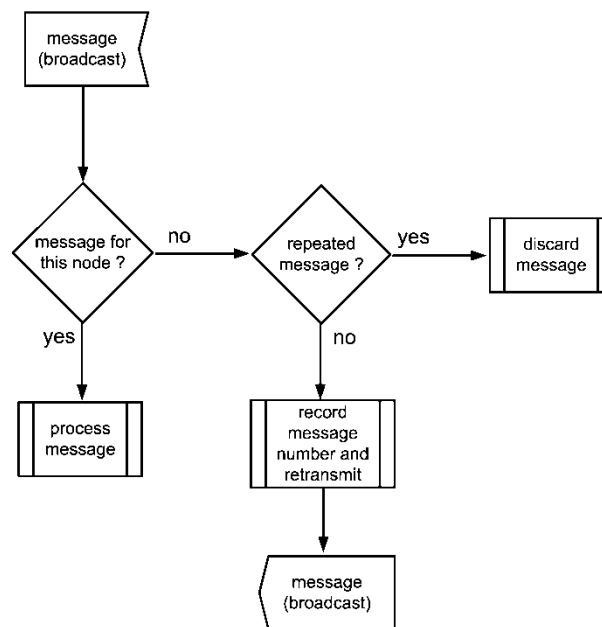 message
(broadcast)
message for
this node ?
no
repeated
message ?
yes
discard
message
yes
no
process
message
record
message
number and
retransmit
message
(broadcast)